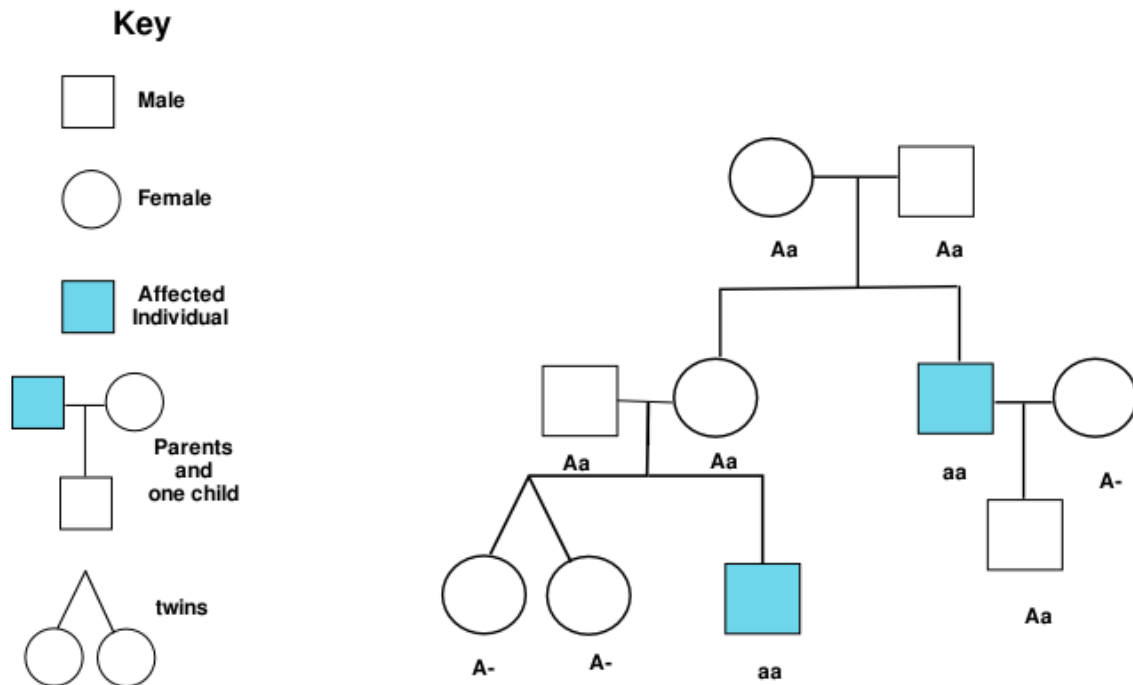 Key
Male
Female
Affected
Individual
Parents
and
one child
twins
Aa
Aa
Aa
Aa
aa
A-
A-
A-
aa
Aa